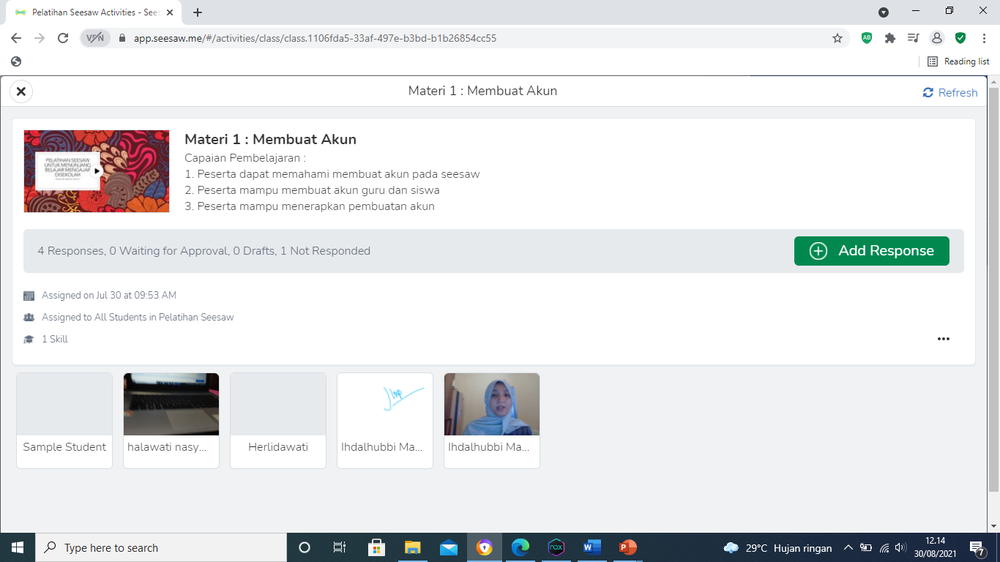 Pelatihan Seesaw Activities - Sees
VPN
app.seesaw.me/#/activities/class/class.1106fda5-33af-497e-b3bd-b1b26854cc55
AB
Reading list
Materi 1 : Membuat Akun
Refresh
PELATIHAN SEESAW
UNTUK MENUNJANG
BELAJAR MENGAJAR
DISEKOLAH
Materi 1 : Membuat Akun
Capaian Pembelajaran :
1. Peserta dapat memahami membuat akun pada seesaw
2. Peserta mampu membuat akun guru dan siswa
3. Peserta mampu menerapkan pembuatan akun
4 Responses, 0 Waiting for Approval, 0 Drafts, 1 Not Responded
Add Response
Assigned on Jul 30 at 09:53 AM
Assigned to All Students in Pelatihan Seesaw
1 Skill
Sample Student
halawati nasy...
Herlidawati
Ihdalhubbi Ma...
Ihdalhubbi Ma...
Type here to search
nox
W
P
29°C Hujan ringan
12.14
30/08/2021
7